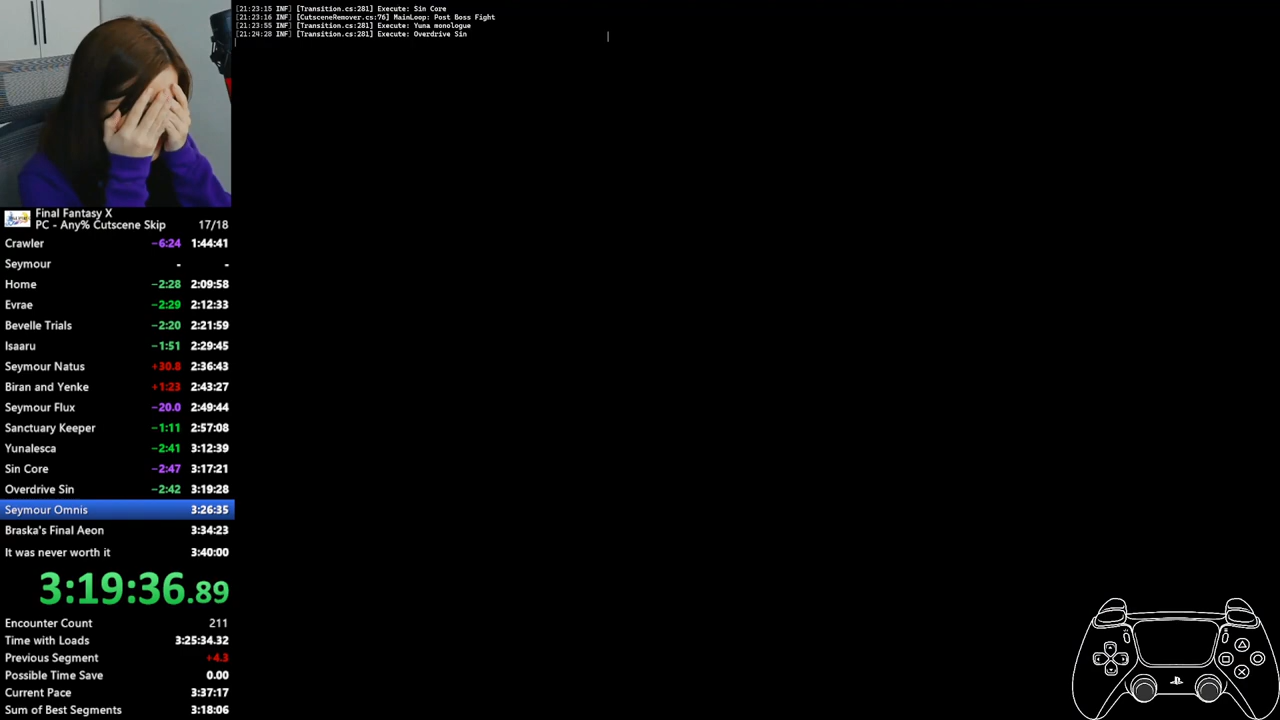 [21:23:15 INF] [Transition.cs:281] Execute: Sin Core
[21:23:16 INF] [CutsceneRemover.cs:76] MainLoop: Post Boss Fight
[21:23:55 INF] [Transition.cs:281] Execute: Yuna monologue
[21:24:28 INF] [Transition.cs:281] Execute: Overdrive Sin
Final Fantasy X
PC - Any% Cutscene Skip 17/18
Crawler −6:24 1:44:41
Seymour - -
Home −2:28 2:09:58
Evrae −2:29 2:12:33
Bevelle Trials −2:20 2:21:59
Isaaru −1:51 2:29:45
Seymour Natus +30.8 2:36:43
Biran and Yenke +1:23 2:43:27
Seymour Flux −20.0 2:49:44
Sanctuary Keeper −1:11 2:57:08
Yunalesca −2:41 3:12:39
Sin Core −2:47 3:17:21
Overdrive Sin −2:42 3:19:28
Seymour Omnis 3:26:35
Braska's Final Aeon 3:34:23
It was never worth it 3:40:00
3:19:36.89
Encounter Count 211
Time with Loads 3:25:34.32
Previous Segment +4.3
Possible Time Save 0.00
Current Pace 3:37:17
Sum of Best Segments 3:18:06